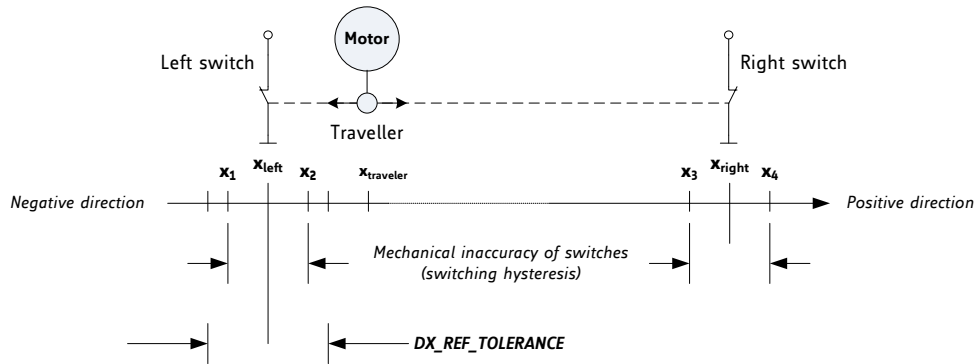 Motor
Left switch
Right switch
Traveller
x1
xleft
x2
xtraveler
x3
xright
x4
Negative direction
Positive direction
Mechanical inaccuracy of switches
(switching hysteresis)
DX_REF_TOLERANCE